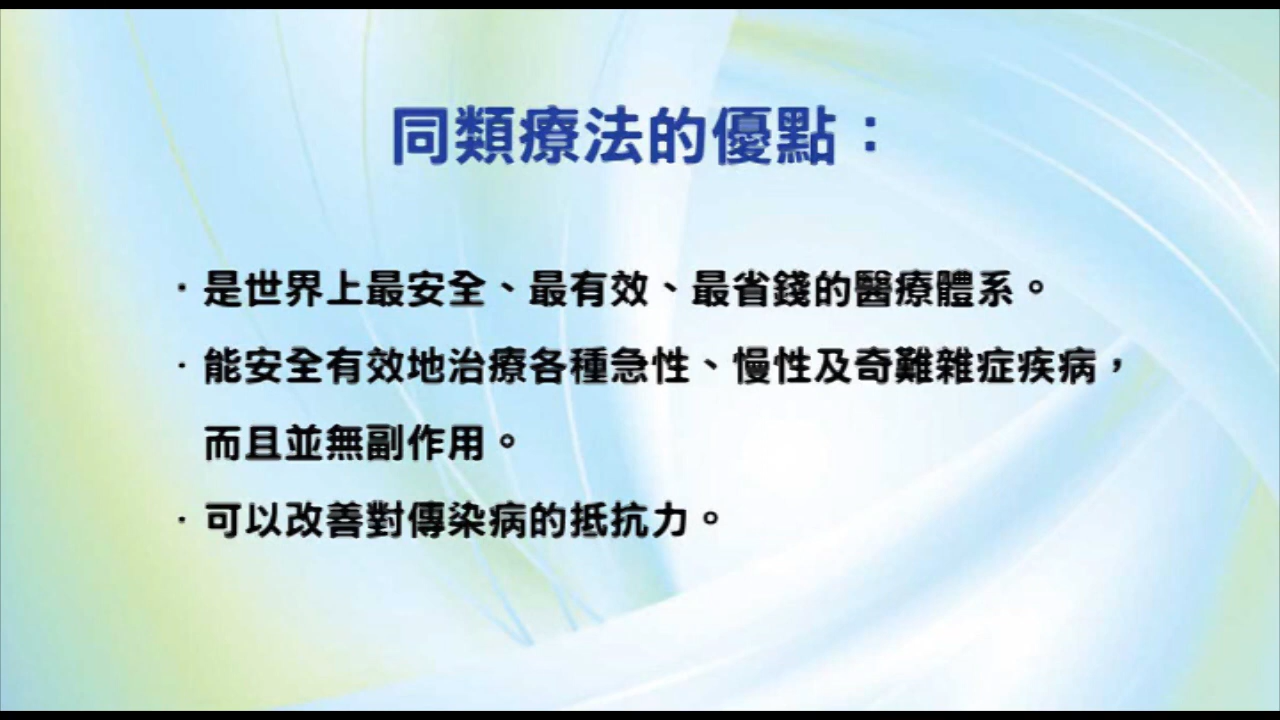 同類療法的優點：
·是世界上最安全、最有效、最省錢的醫療體系。
·能安全有效地治療各種急性、慢性及奇難雜症疾病，
而且並無副作用。
·可以改善對傳染病的抵抗力。